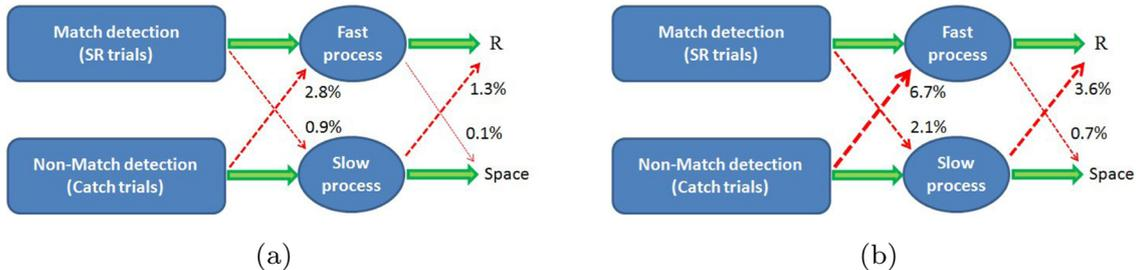 Match detection
(SR trials)
Fast
process
R
2.8%
1.3%
0.9%
0.1%
Non-Match detection
(Catch trials)
Slow
process
Space
(a)
Match detection
(SR trials)
Fast
process
R
6.7%
3.6%
2.1%
0.7%
Non-Match detection
(Catch trials)
Slow
process
Space
(b)